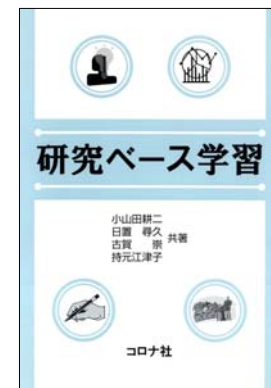 研究ベース学習
小山田耕二
日置 尋久
古賀 崇 共著
持元江津子
コロナ社